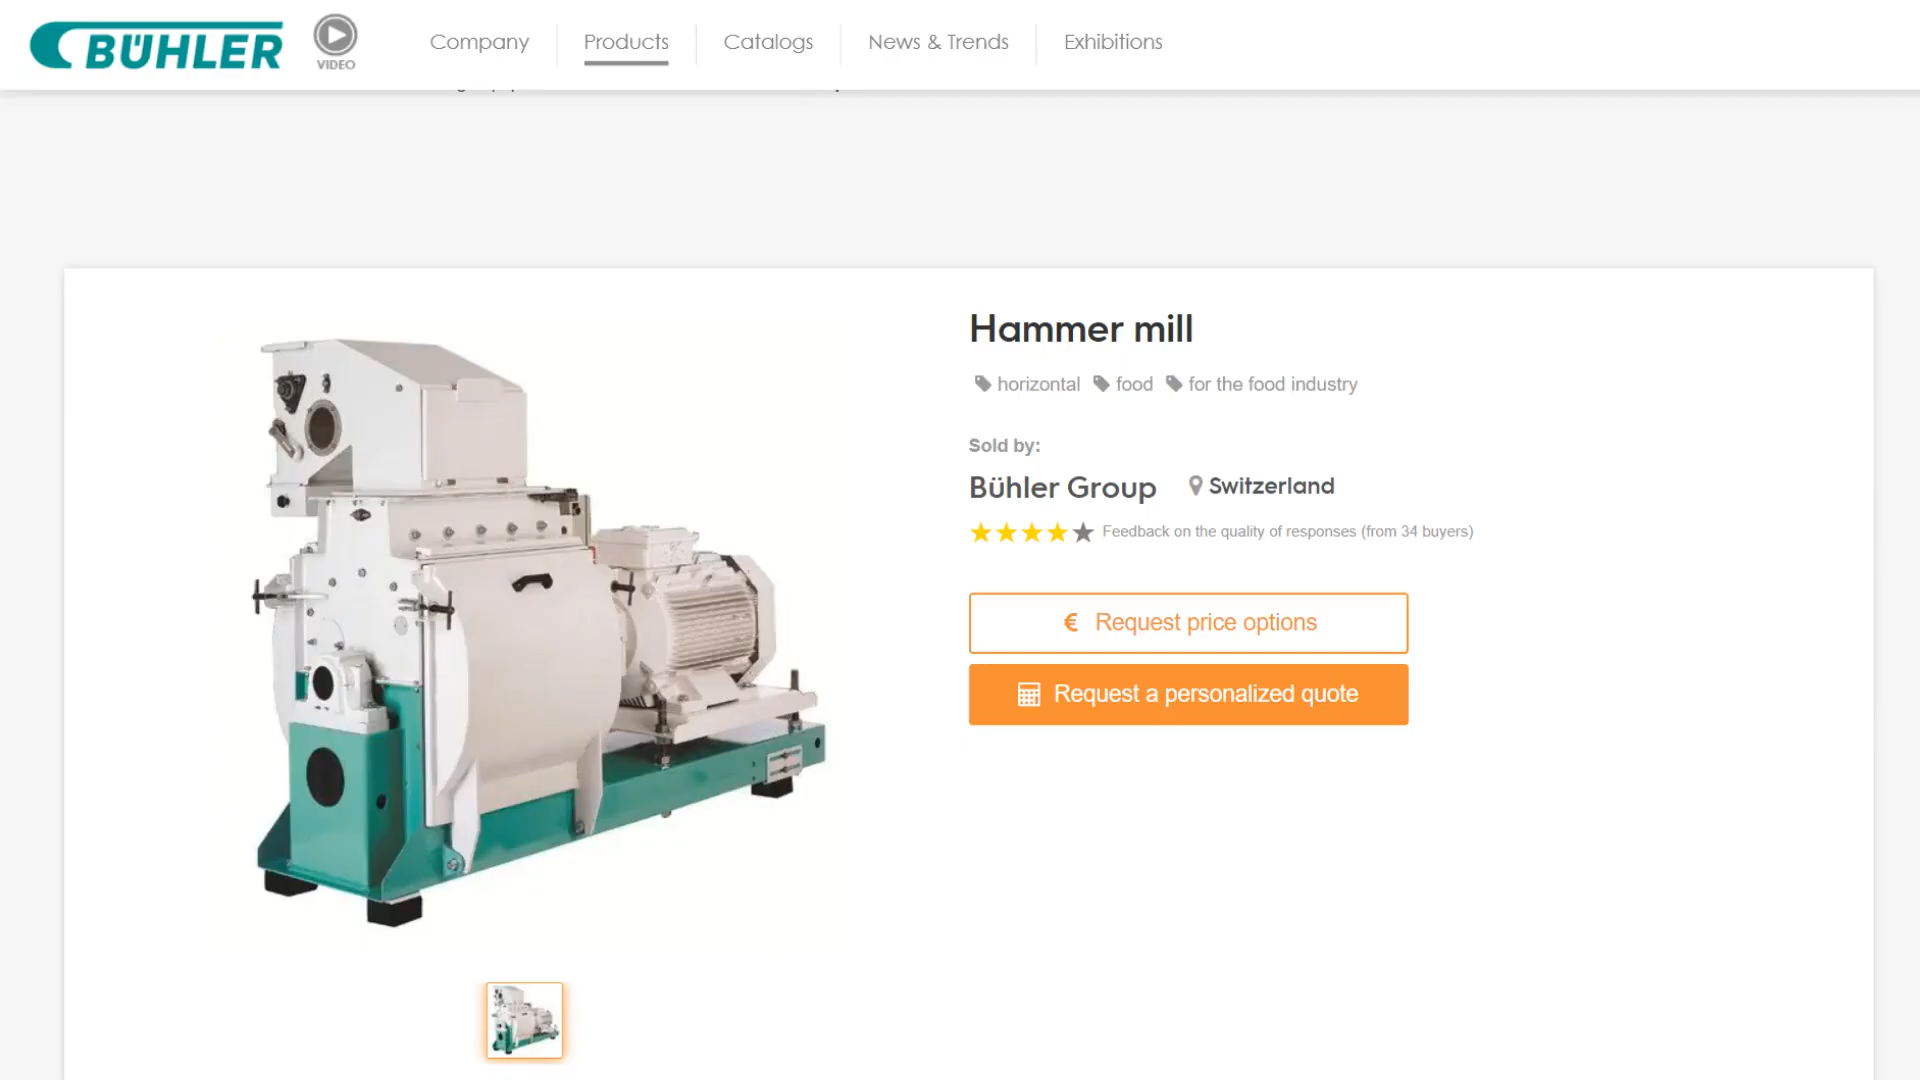 BÜHLER
VIDEO
Company
Products
Catalogs
News & Trends
Exhibitions
Hammer mill
horizontal food for the food industry
Sold by:
Bühler Group Switzerland
Feedback on the quality of responses (from 34 buyers)
€ Request price options
Request a personalized quote